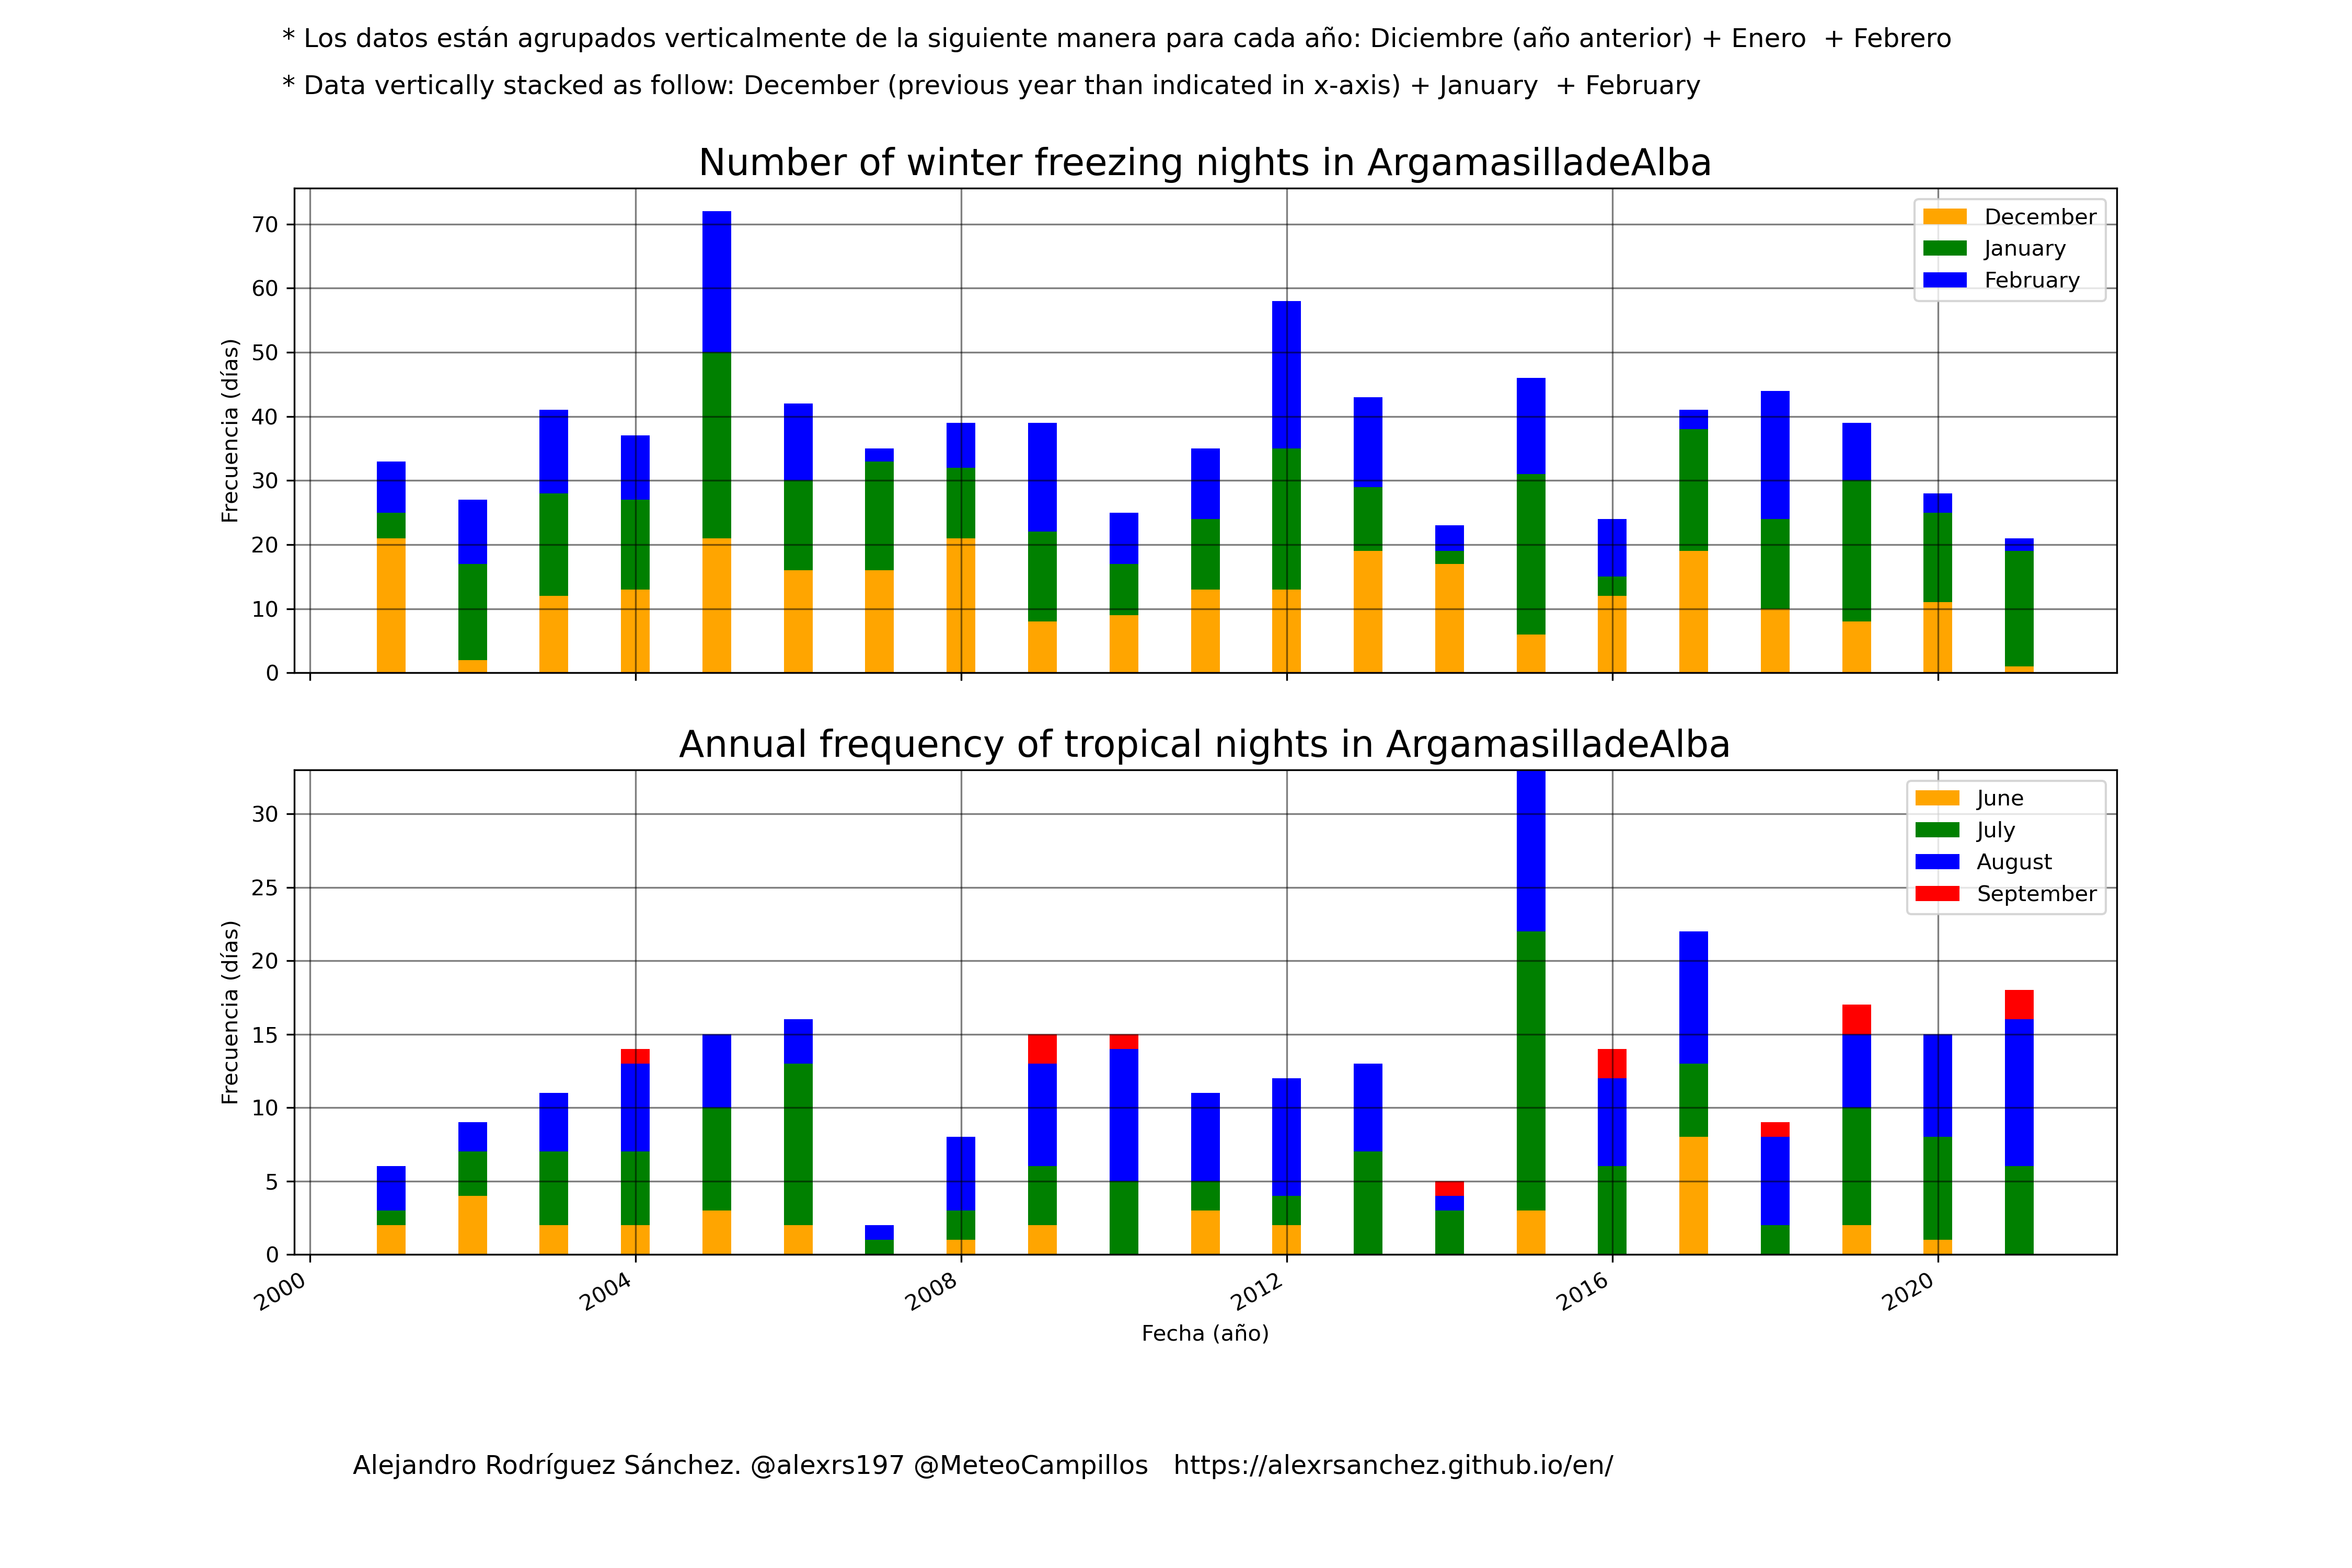 * Los datos están agrupados verticalmente de la siguiente manera para cada año: Diciembre (año anterior) + Enero  + Febrero
* Data vertically stacked as follow: December (previous year than indicated in x-axis) + January  + February
Number of winter freezing nights in ArgamasilladeAlba
70
60
50
40
30
20
10
0
Frecuencia (días)
December
January
February
Annual frequency of tropical nights in ArgamasilladeAlba
30
25
20
15
10
5
0
Frecuencia (días)
June
July
August
September
2000
2004
2008
2012
2016
2020
Fecha (año)
Alejandro Rodríguez Sánchez. @alexrs197 @MeteoCampillos   https://alexrsanchez.github.io/en/